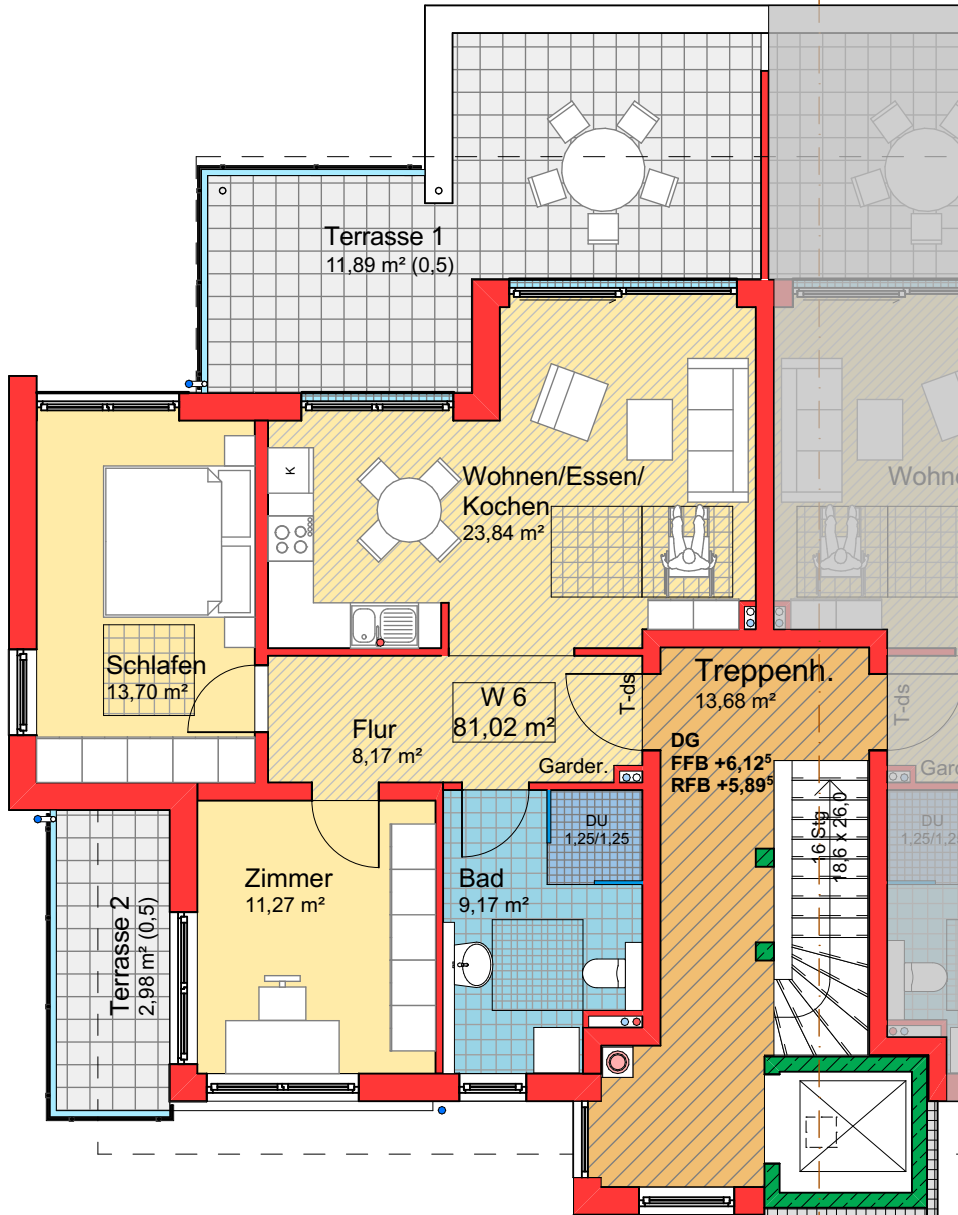 Terrasse 1
11,89 m² (0,5)
Wohnen/Essen/
Kochen
23,84 m²
Wohne
K
Schlafen
13,70 m²
W 6
81,02 m²
Flur
8,17 m²
Garder.
T-ds
Treppenh.
13,68 m²
DG
FFB +6,12⁵
RFB +5,89⁵
T-ds
Gard
16 Stg.
18,6 x 26,0
DU
1,25/1,25
DU
1,25/1,2
Zimmer
11,27 m²
Bad
9,17 m²
Terrasse 2
2,98 m² (0,5)